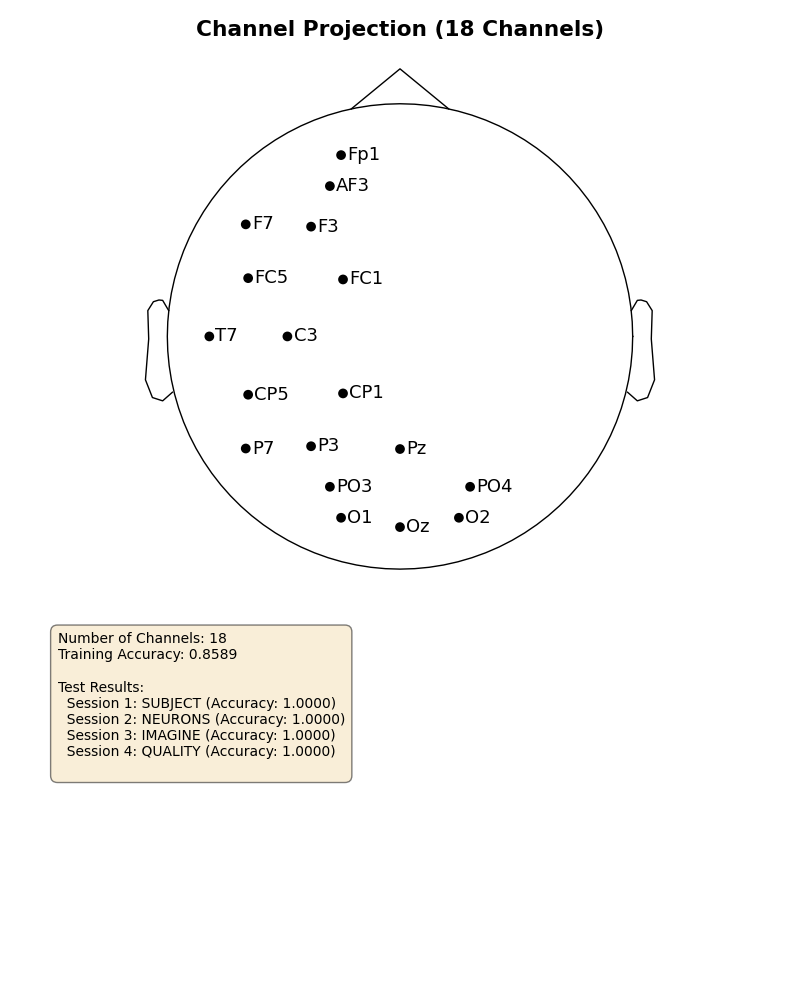 Channel Projection (18 Channels)
Fp1
AF3
F7 F3
FC5 FC1
T7 C3
CP5 CP1
P7 P3 Pz
PO3 PO4
O1 Oz O2
Number of Channels: 18
Training Accuracy: 0.8589
Test Results:
Session 1: SUBJECT (Accuracy: 1.0000)
Session 2: NEURONS (Accuracy: 1.0000)
Session 3: IMAGINE (Accuracy: 1.0000)
Session 4: QUALITY (Accuracy: 1.0000)